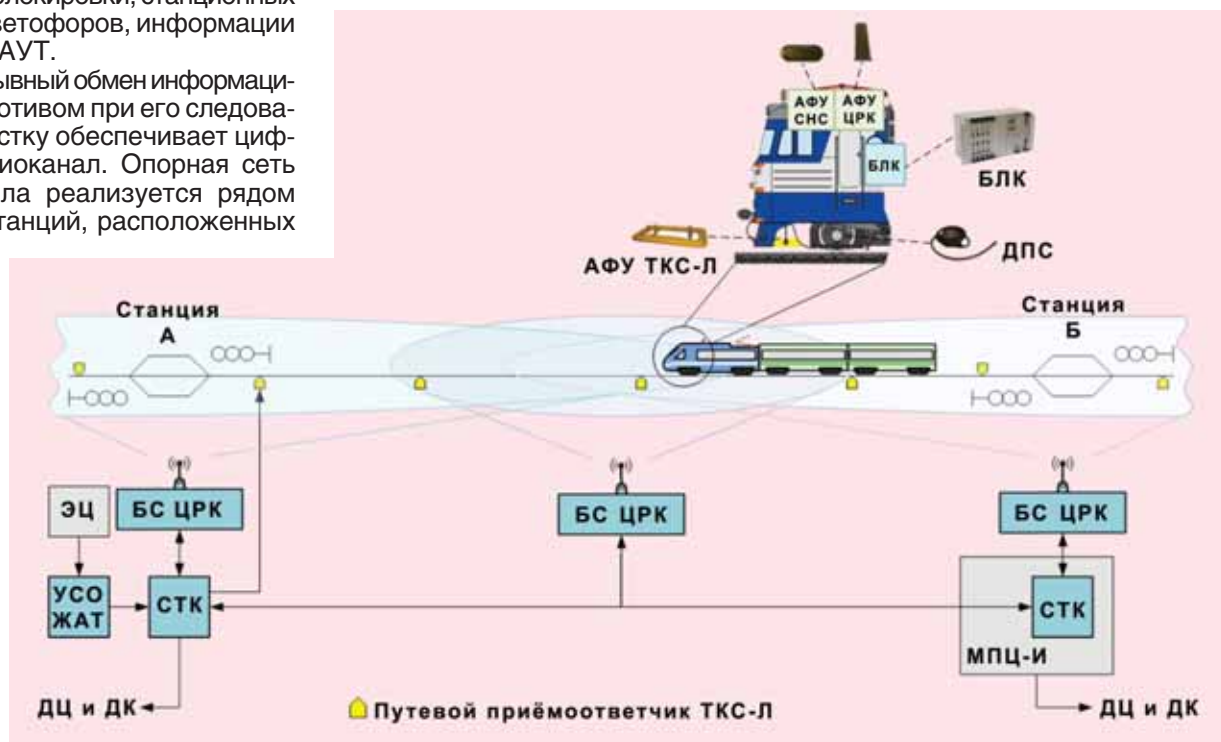 ветофоров, информации
АУТ.
ывный обмен информаци-
отивом при его следова-
стку обеспечивает циф-
иоканал. Опорная сеть
ла реализуется рядом
танций, расположенных
АФУ СНС
АФУ ЦРК
БЛК
БЛК
АФУ ТКС-Л
ДПС
Станция
А
Станция
Б
ЭЦ
БС ЦРК
БС ЦРК
БС ЦРК
УСО
ЖАТ
СТК
СТК
МПЦ-И
ДЦ и ДК
Путевой приёмоответчик ТКС-Л
ДЦ и ДК